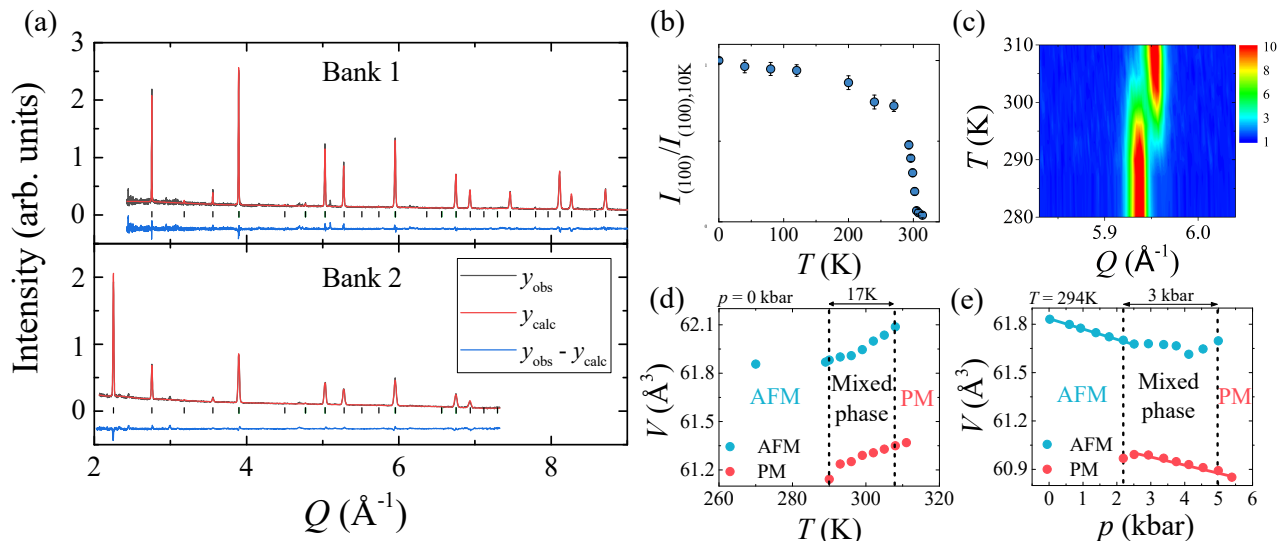 (a)
Intensity (arb. units)
3
2
1
0
Bank 1
2
1
0
Bank 2
y_obs
y_calc
y_obs - y_calc
2 4 6 8
Q (Å⁻¹)
(b)
I_(100)/I_(100),10K
0 100 200 300
T (K)
(c)
T (K)
310
300
290
280
5.9 6.0
Q (Å⁻¹)
10
8
6
3
1
(d)
p = 0 kbar
17K
V (Å³)
62.1
61.8
61.5
61.2
AFM
Mixed
phase
PM
AFM
PM
260 280 300 320
T (K)
(e)
T = 294K
3 kbar
V (Å³)
61.8
61.5
61.2
60.9
AFM
Mixed
phase
PM
AFM
PM
0 1 2 3 4 5 6
p (kbar)